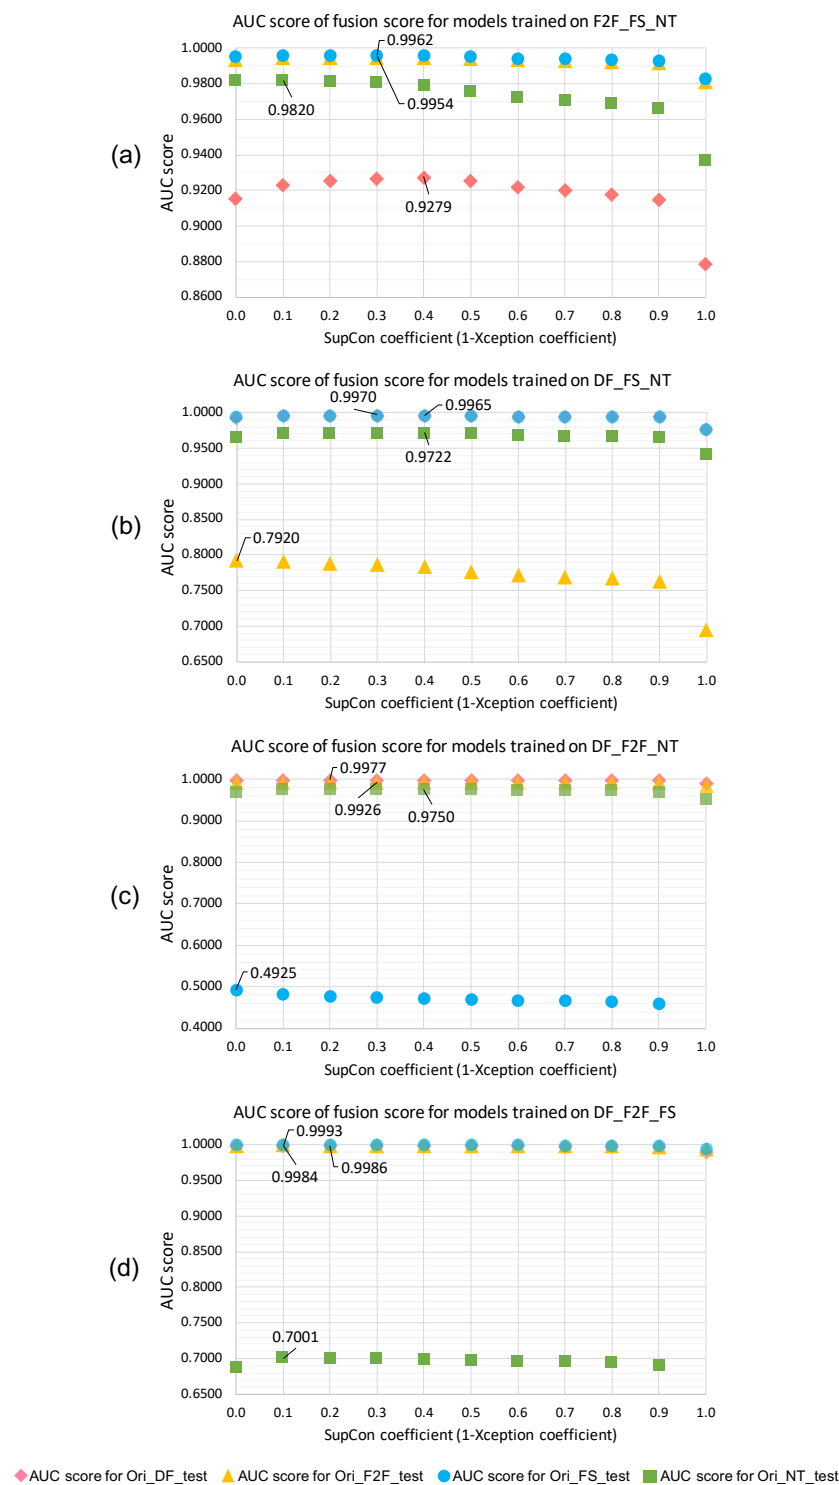 AUC score of fusion score for models trained on F2F_FS_NT
(a)
AUC score
1.0000
0.9800
0.9600
0.9400
0.9200
0.9000
0.8800
0.8600
0.9962
0.9954
0.9820
0.9279
0.0 0.1 0.2 0.3 0.4 0.5 0.6 0.7 0.8 0.9 1.0
SupCon coefficient (1-Xception coefficient)
AUC score of fusion score for models trained on DF_FS_NT
(b)
AUC score
1.0000
0.9500
0.9000
0.8500
0.8000
0.7500
0.7000
0.6500
0.9970
0.9965
0.9722
0.7920
0.0 0.1 0.2 0.3 0.4 0.5 0.6 0.7 0.8 0.9 1.0
SupCon coefficient (1-Xception coefficient)
AUC score of fusion score for models trained on DF_F2F_NT
(c)
AUC score
1.0000
0.9000
0.8000
0.7000
0.6000
0.5000
0.4000
0.9977
0.9926
0.9750
0.4925
0.0 0.1 0.2 0.3 0.4 0.5 0.6 0.7 0.8 0.9 1.0
SupCon coefficient (1-Xception coefficient)
AUC score of fusion score for models trained on DF_F2F_FS
(d)
AUC score
1.0000
0.9500
0.9000
0.8500
0.8000
0.7500
0.7000
0.6500
0.9993
0.9984
0.9986
0.7001
0.0 0.1 0.2 0.3 0.4 0.5 0.6 0.7 0.8 0.9 1.0
SupCon coefficient (1-Xception coefficient)
AUC score for Ori_DF_test AUC score for Ori_F2F_test AUC score for Ori_FS_test AUC score for Ori_NT_test